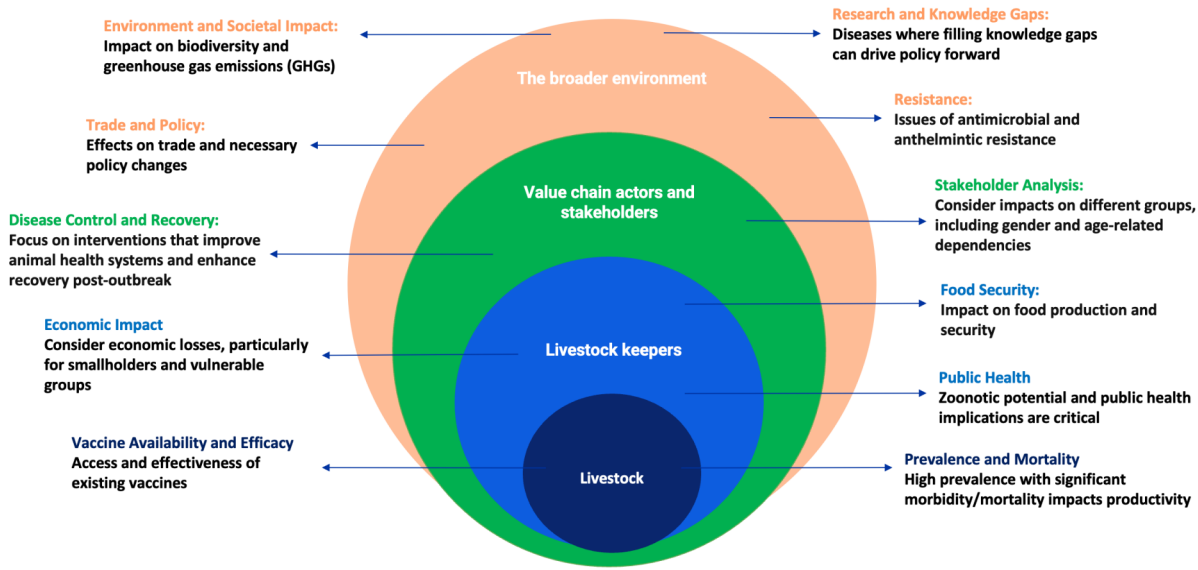 Environment and Societal Impact:
Impact on biodiversity and
greenhouse gas emissions (GHGs)
Research and Knowledge Gaps:
Diseases where filling knowledge gaps
can drive policy forward
The broader environment
Trade and Policy:
Effects on trade and necessary
policy changes
Resistance:
Issues of antimicrobial and
anthelmintic resistance
Value chain actors and
stakeholders
Disease Control and Recovery:
Focus on interventions that improve
animal health systems and enhance
recovery post-outbreak
Stakeholder Analysis:
Consider impacts on different groups,
including gender and age-related
dependencies
Economic Impact
Consider economic losses, particularly
for smallholders and vulnerable
groups
Livestock keepers
Food Security:
Impact on food production and
security
Public Health
Zoonotic potential and public health
implications are critical
Vaccine Availability and Efficacy
Access and effectiveness of
existing vaccines
Livestock
Prevalence and Mortality
High prevalence with significant
morbidity/mortality impacts productivity